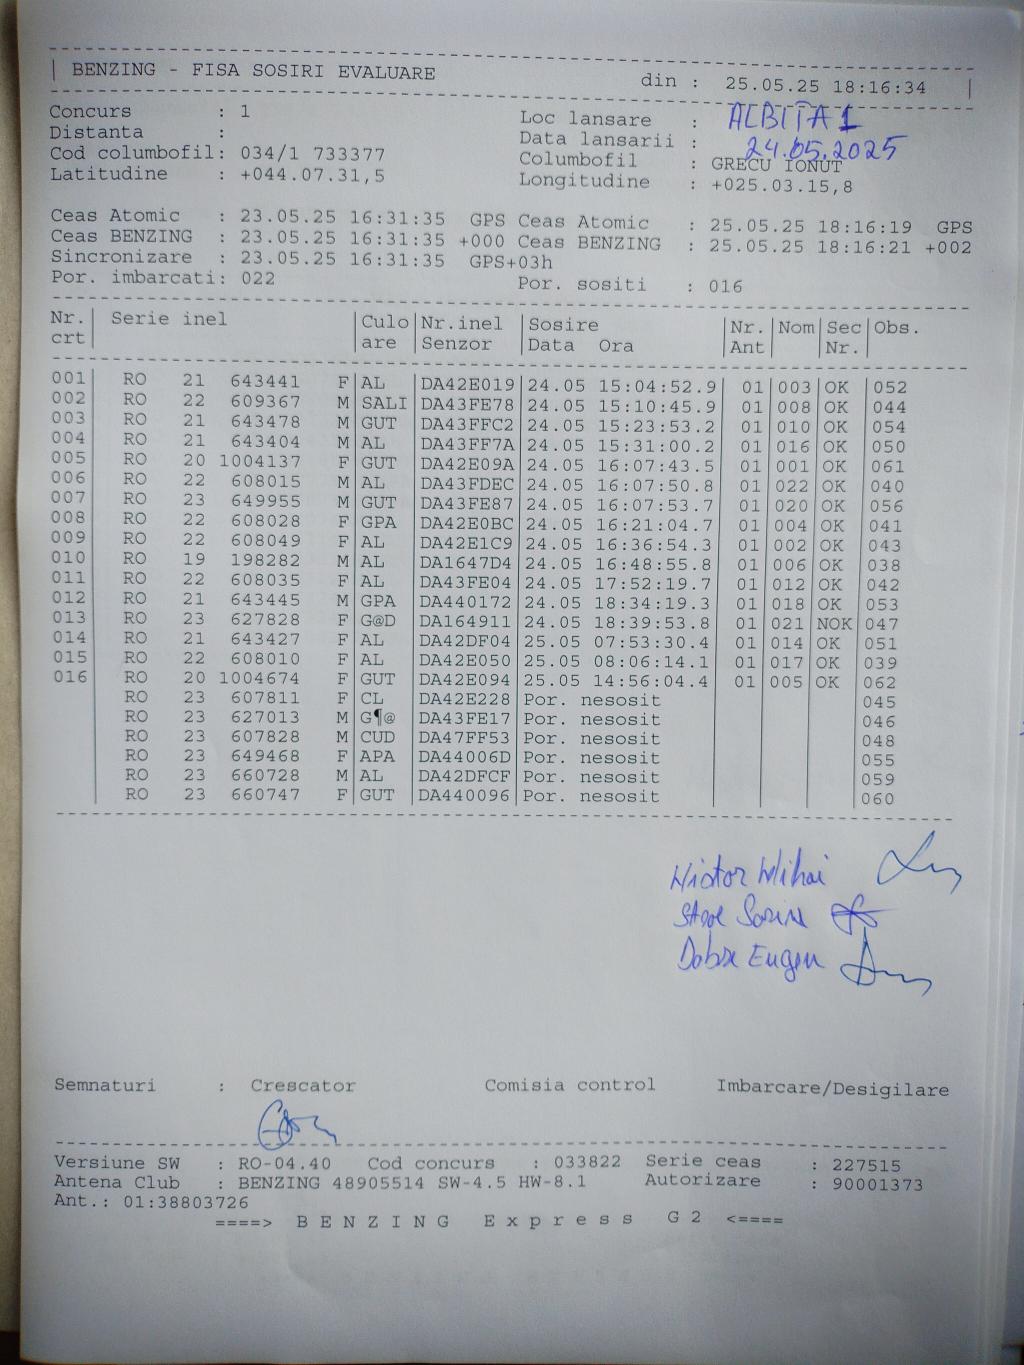 BENZING - FISA SOSIRI EVALUARE din : 25.05.25 18:16:34
Concurs : 1 Loc lansare : ALBITA 1
Distanta : Data lansarii : 24.05.2025
Cod columbofil: 034/1 733377 Columbofil : GRECU IONUT
Latitudine : +044.07.31,5 Longitudine : +025.03.15,8
Ceas Atomic : 23.05.25 16:31:35 GPS Ceas Atomic : 25.05.25 18:16:19 GPS
Ceas BENZING : 23.05.25 16:31:35 +000 Ceas BENZING : 25.05.25 18:16:21 +002
Sincronizare : 23.05.25 16:31:35 GPS+03h
Por. imbarcati: 022 Por. sositi : 016
Nr. Serie inel Culo Nr.inel Sosire Nr. Nom Sec Obs.
crt are Senzor Data Ora Ant Nr.
001 RO 21 643441 F AL DA42E019 24.05 15:04:52.9 01 003 OK 052
002 RO 22 609367 M SALI DA43FE78 24.05 15:10:45.9 01 008 OK 044
003 RO 21 643478 M GUT DA43FFC2 24.05 15:23:53.2 01 010 OK 054
004 RO 21 643404 M AL DA43FF7A 24.05 15:31:00.2 01 016 OK 050
005 RO 20 1004137 F GUT DA42E09A 24.05 16:07:43.5 01 001 OK 061
006 RO 22 608015 M AL DA43FDEC 24.05 16:07:50.8 01 022 OK 040
007 RO 23 649955 M GUT DA43FE87 24.05 16:07:53.7 01 020 OK 056
008 RO 22 608028 F GPA DA42E0BC 24.05 16:21:04.7 01 004 OK 041
009 RO 22 608049 F AL DA42E1C9 24.05 16:36:54.3 01 002 OK 043
010 RO 19 198282 M AL DA1647D4 24.05 16:48:55.8 01 006 OK 038
011 RO 22 608035 F AL DA43FE04 24.05 17:52:19.7 01 012 OK 042
012 RO 21 643445 M GPA DA440172 24.05 18:34:19.3 01 018 OK 053
013 RO 23 627828 F G@D DA164911 24.05 18:39:53.8 01 021 NOK 047
014 RO 21 643427 F AL DA42DF04 25.05 07:53:30.4 01 014 OK 051
015 RO 22 608010 F AL DA42E050 25.05 08:06:14.1 01 017 OK 039
016 RO 20 1004674 F GUT DA42E094 25.05 14:56:04.4 01 005 OK 062
RO 23 607811 F CL DA42E228 Por. nesosit 045
RO 23 627013 M G¶@ DA43FE17 Por. nesosit 046
RO 23 607828 M CUD DA47FF53 Por. nesosit 048
RO 23 649468 F APA DA44006D Por. nesosit 055
RO 23 660728 M AL DA42DFCF Por. nesosit 059
RO 23 660747 F GUT DA440096 Por. nesosit 060
Mihai
Eugen
Semnaturi : Crescator Comisia control Imbarcare/Desigilare
Versiune SW : RO-04.40 Cod concurs : 033822 Serie ceas : 227515
Antena Club : BENZING 48905514 SW-4.5 HW-8.1 Autorizare : 90001373
Ant.: 01:38803726
====> B E N Z I N G E x p r e s s G 2 <====